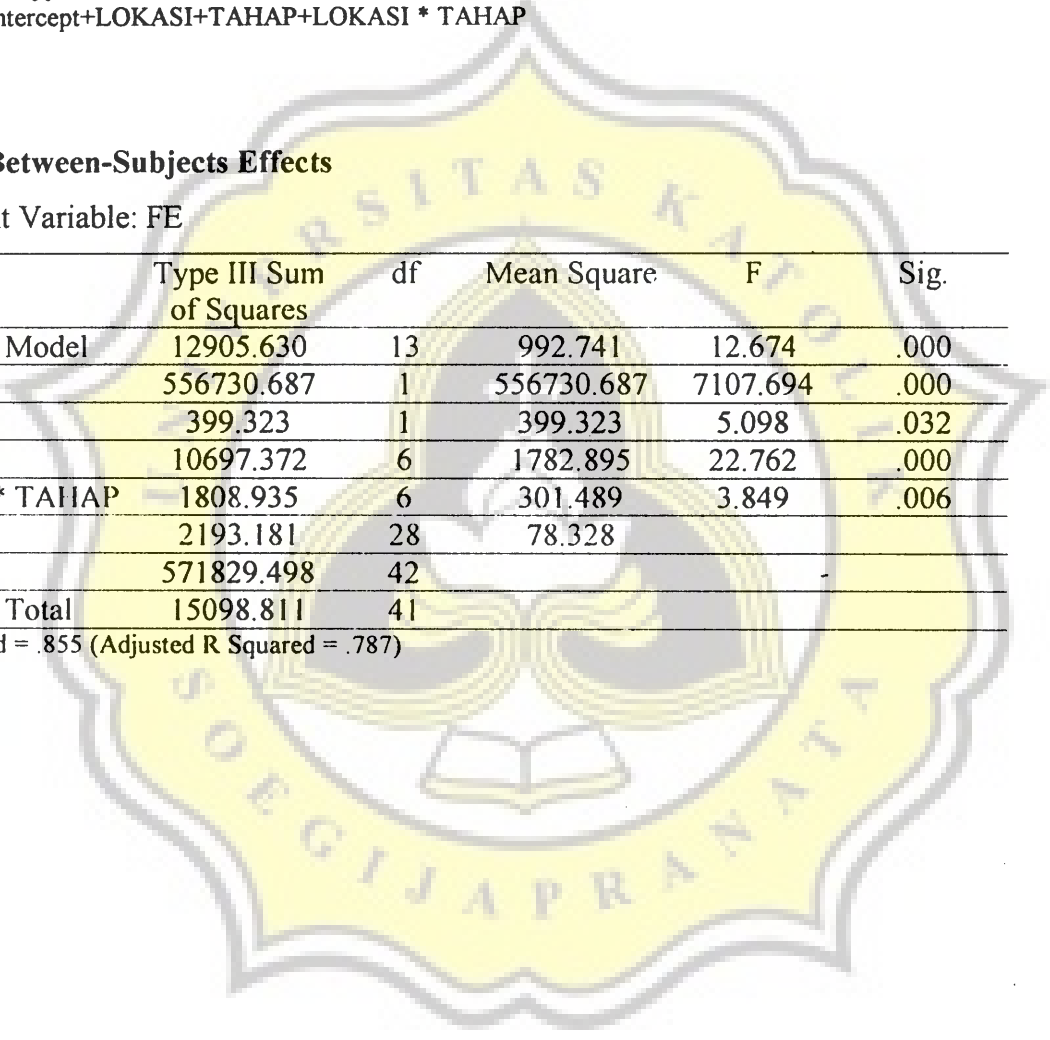 ntercept+LOKASI+TAHAP+LOKASI * TAHAP
Between-Subjects Effects
t Variable: FE
Type III Sum of Squares df Mean Square F Sig.
Model 12905.630 13 992.741 12.674 .000
556730.687 1 556730.687 7107.694 .000
399.323 1 399.323 5.098 .032
10697.372 6 1782.895 22.762 .000
* TAHAP 1808.935 6 301.489 3.849 .006
2193.181 28 78.328
571829.498 42 -
Total 15098.811 41
d = .855 (Adjusted R Squared = .787)
ERSITAS KATOLIK
SOEGIJAPRANATA